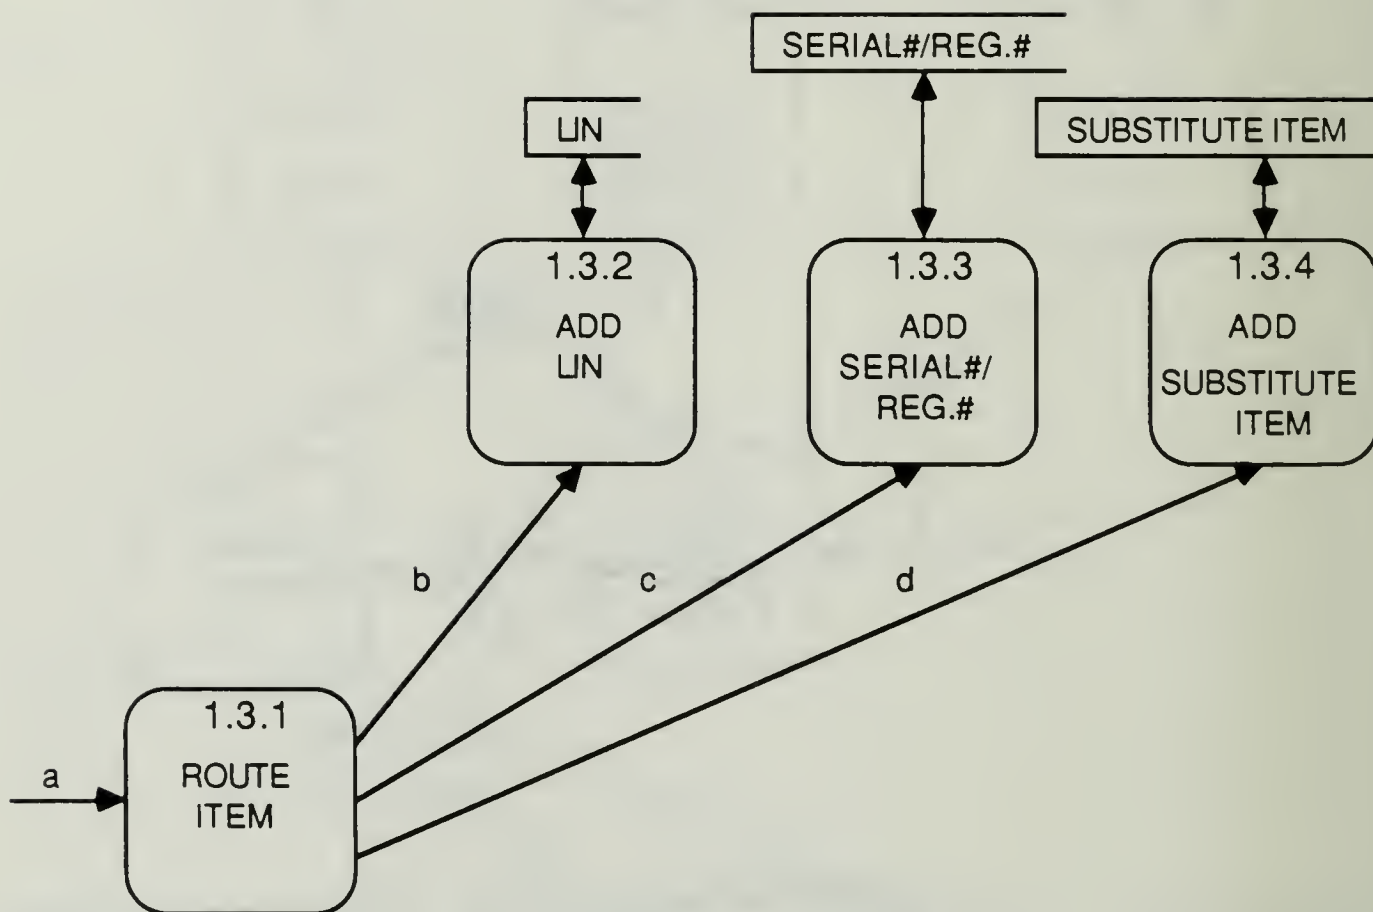 SERIAL#/REG.#
LIN
SUBSTITUTE ITEM
1.3.2
ADD
LIN
1.3.3
ADD
SERIAL#/
REG.#
1.3.4
ADD
SUBSTITUTE
ITEM
b
c
d
a
1.3.1
ROUTE
ITEM